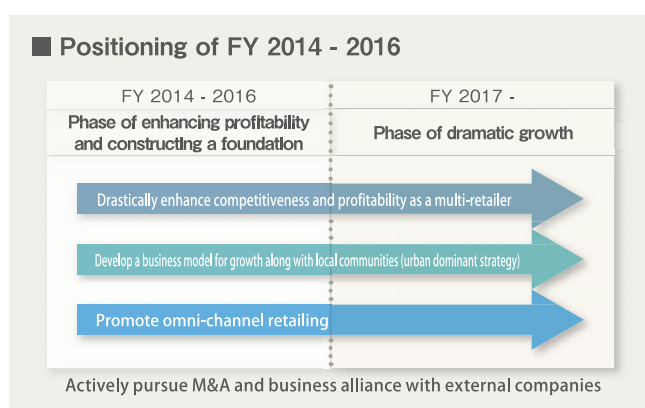 ■ Positioning of FY 2014 - 2016
FY 2014 - 2016
FY 2017 -
Phase of enhancing profitability
and constructing a foundation
Phase of dramatic growth
Drastically enhance competitiveness and profitability as a multi-retailer
Develop a business model for growth along with local communities (urban dominant strategy)
Promote omni-channel retailing
Actively pursue M&A and business alliance with external companies